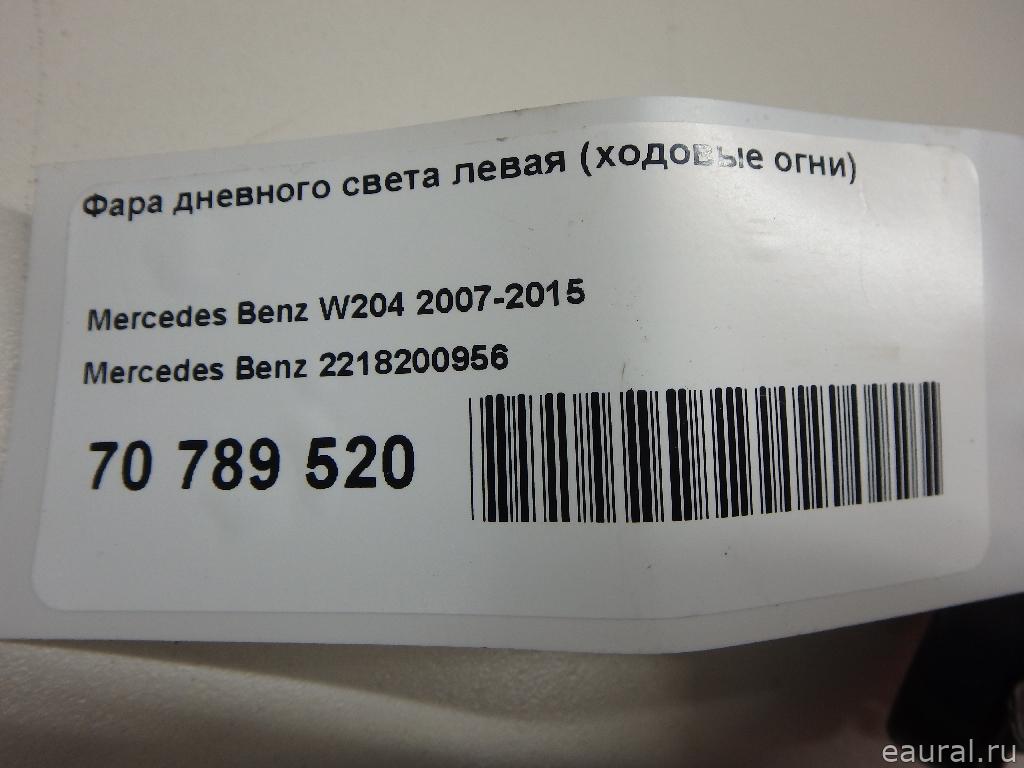 Фара дневного света левая (ходовые огни)
Mercedes Benz W204 2007-2015
Mercedes Benz 2218200956
70 789 520
eaural.ru